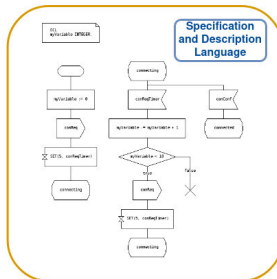 DCL
myVariable INTEGER;
Specification
and Description
Language
connecting
myVariable := 0
conReqTimer
conConf
conReq
myVariable := myVariable + 1
connected
SET(5, conReqTimer)
myVariable < 10
false
true
connecting
conReq
SET(5, conReqTimer)
connecting